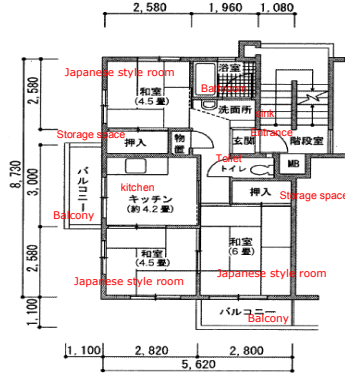 2,580 1,960 1,080
浴室
Bathroom
Japanese style room
洗面所
和室
(4.5 畳)
2,580
sink
Entrance
Storage space
押入
物置
玄関
階段室
Toilet
トイレ
MB
8,730
3,000
バルコニー
Balcony
kitchen
キッチン
(約 4.2 畳)
押入
Storage space
2,580
和室
(4.5 畳)
Japanese style room
和室
(6 畳)
Japanese style room
1,100
バルコニー
Balcony
1,100 2,820 2,800
5,620